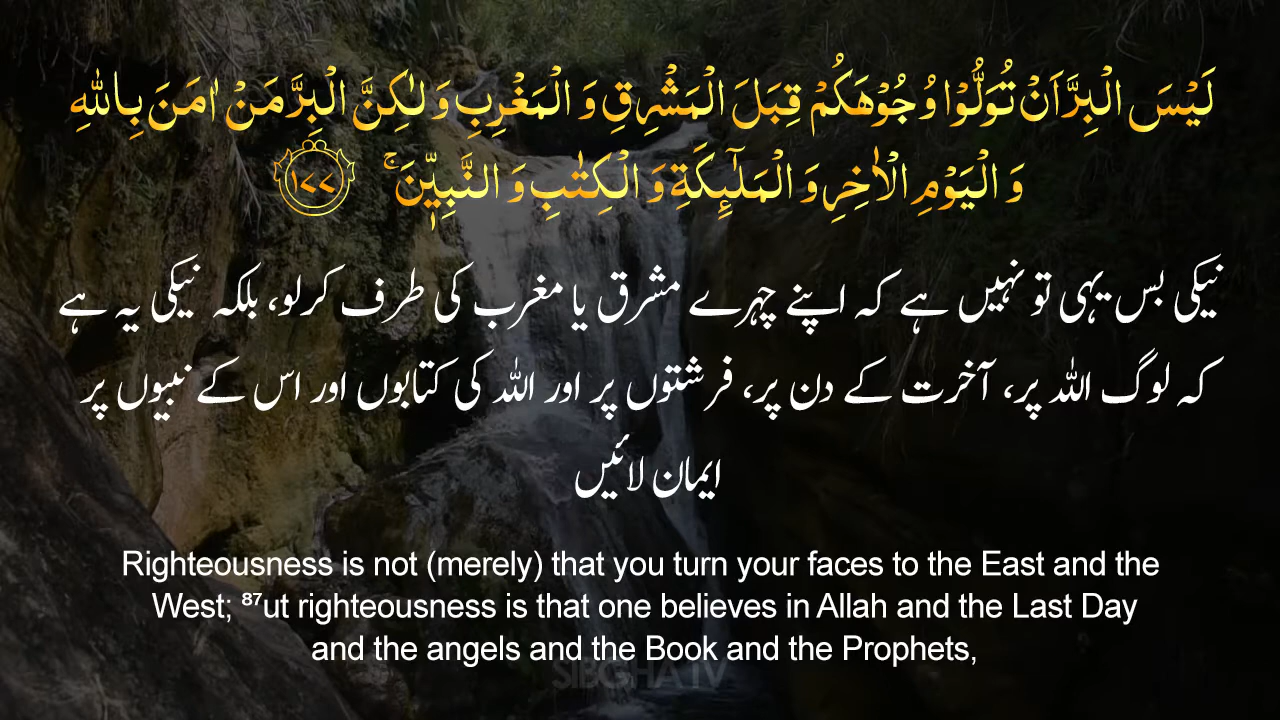 لَيْسَ الْبِرَّ اَنْ تُوَلُّوْا وُجُوْهَكُمْ قِبَلَ الْمَشْرِقِ وَ الْمَغْرِبِ وَ لٰكِنَّ الْبِرَّ مَنْ اٰمَنَ بِاللّٰهِ
وَ الْيَوْمِ الْاٰخِرِ وَ الْمَلٰٓىِٕكَةِ وَ الْكِتٰبِ وَ النَّبِيّٖنَ ۚ ١٧٧
نیکی بس یہی تو نہیں ہے کہ اپنے چہرے مشرق یا مغرب کی طرف کرلو، بلکہ نیکی یہ ہے
کہ لوگ اللہ پر، آخرت کے دن پر، فرشتوں پر اور اللہ کی کتابوں اور اس کے نبیوں پر
ایمان لائیں
Righteousness is not (merely) that you turn your faces to the East and the
West; ⁸⁷ut righteousness is that one believes in Allah and the Last Day
and the angels and the Book and the Prophets,
SIBGHA TV